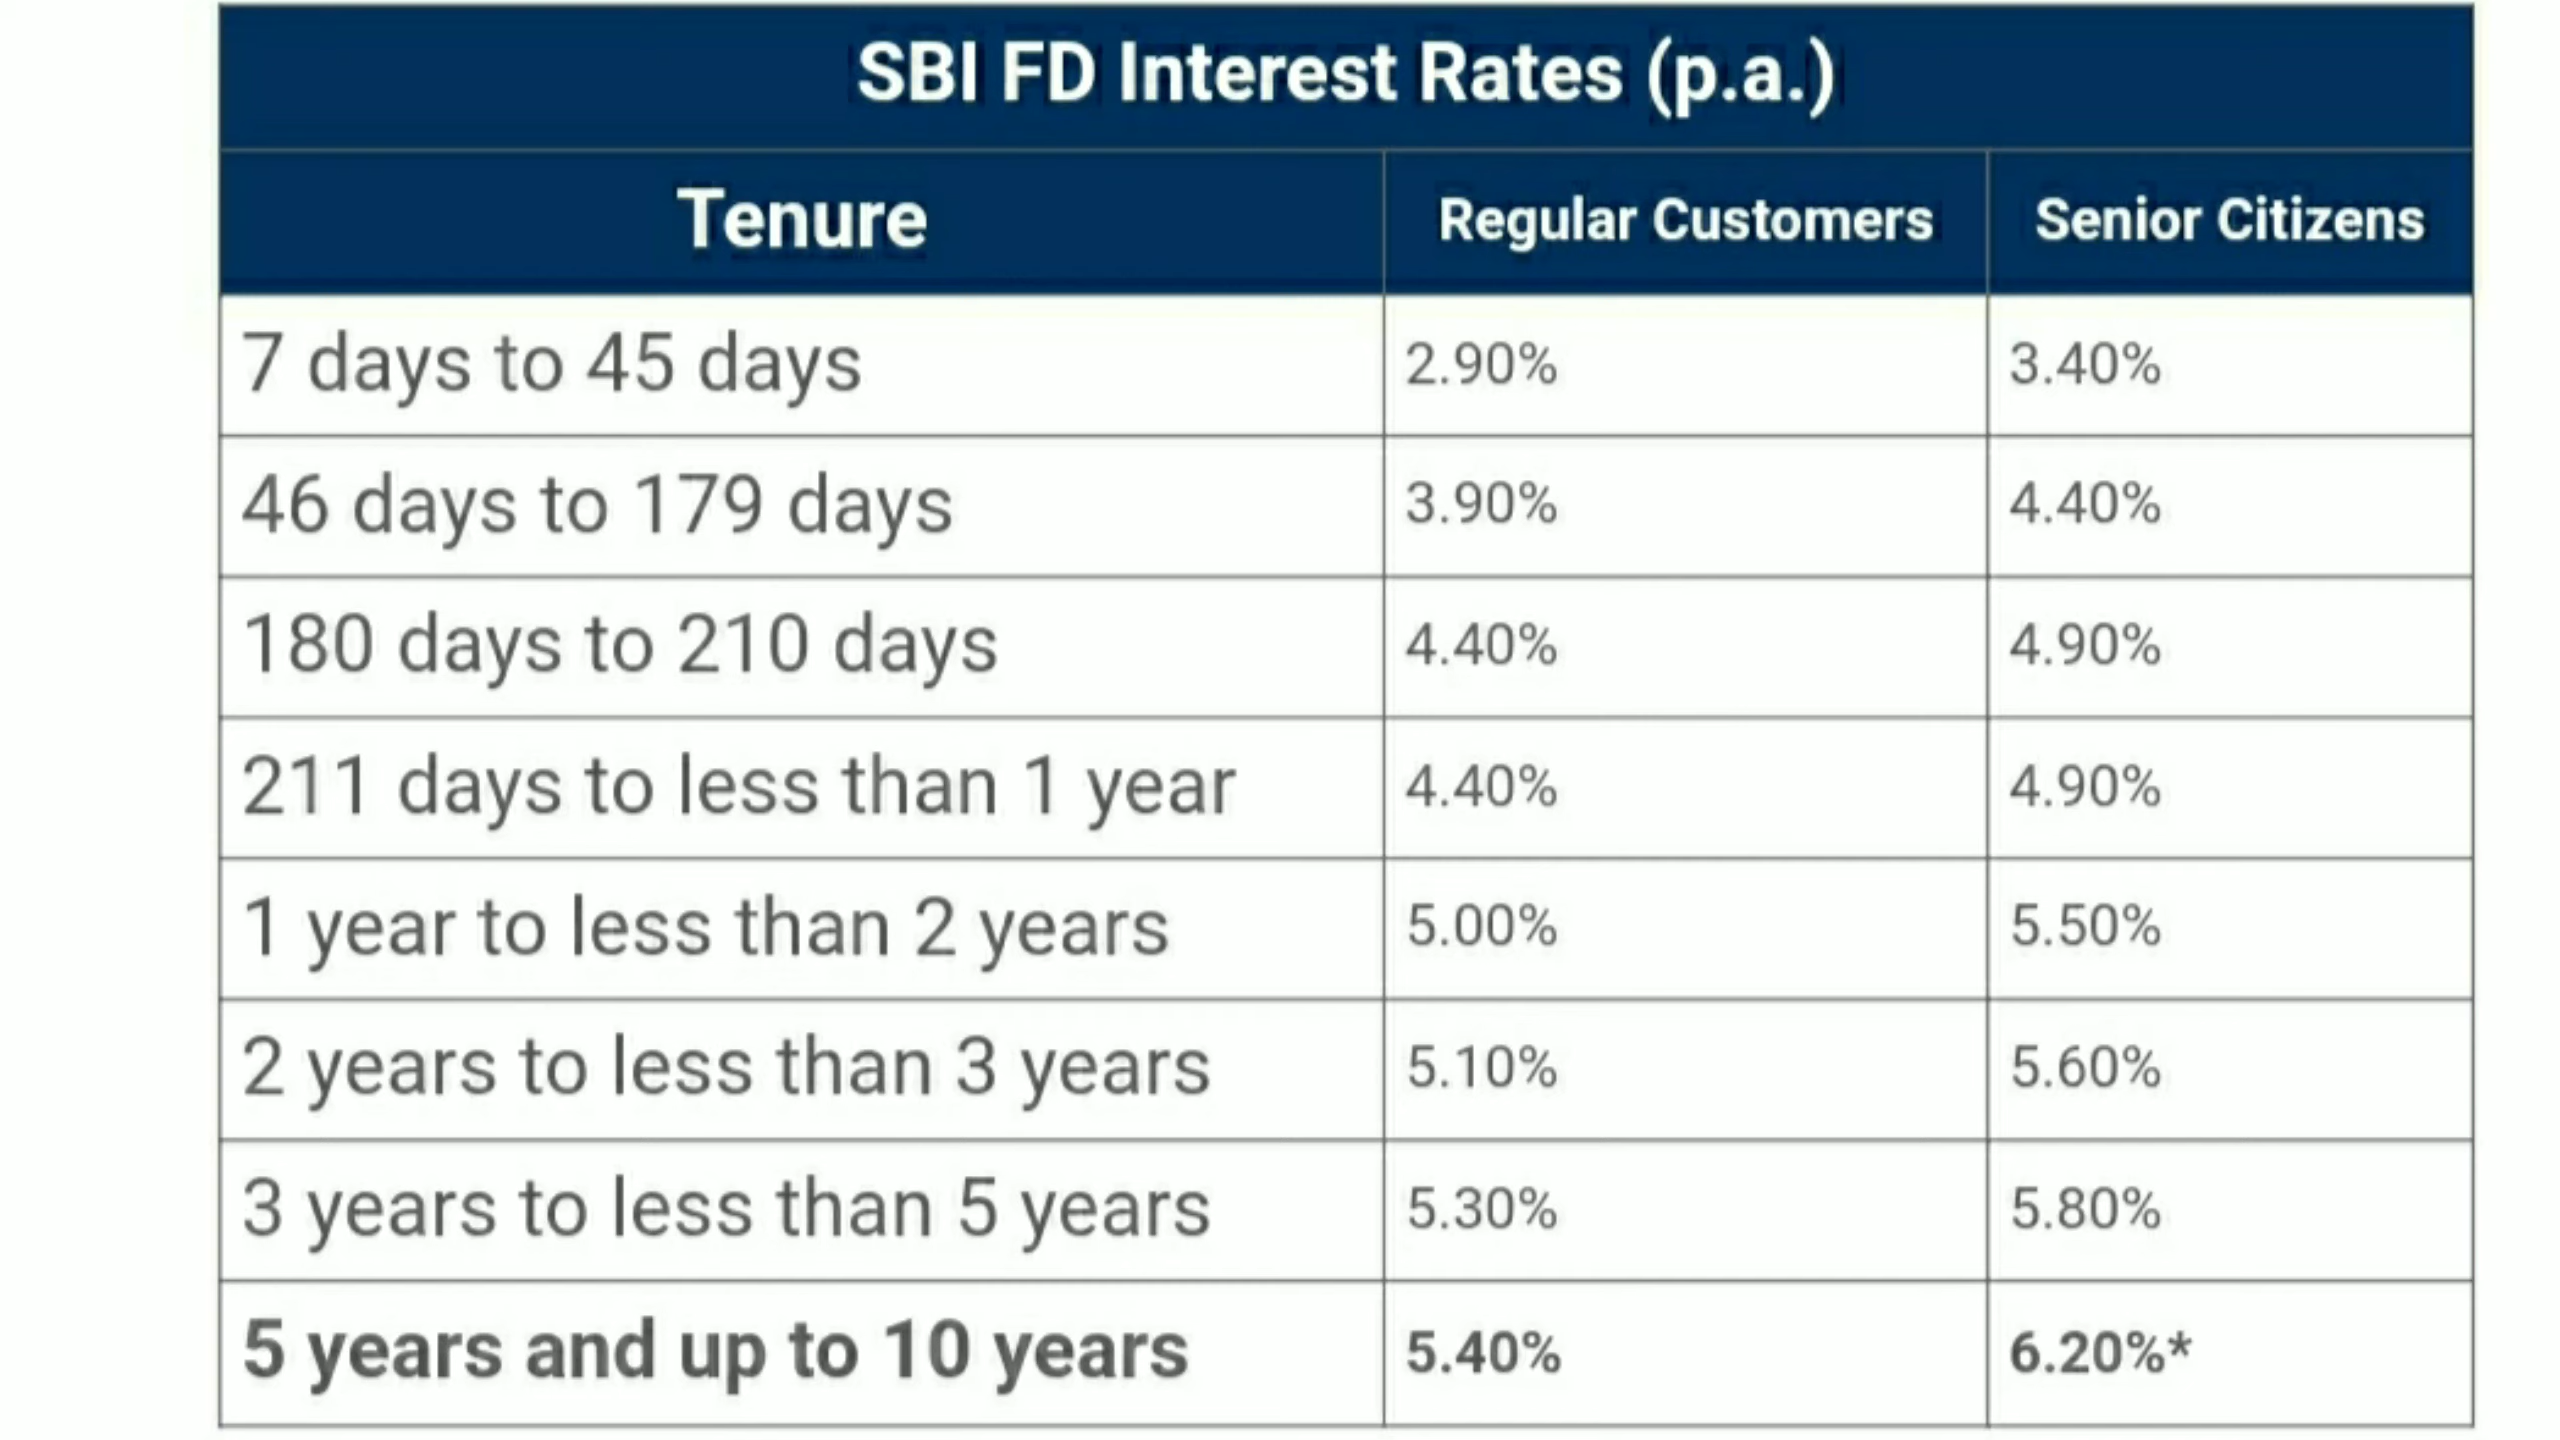 SBI FD Interest Rates (p.a.)
Tenure Regular Customers Senior Citizens
7 days to 45 days 2.90% 3.40%
46 days to 179 days 3.90% 4.40%
180 days to 210 days 4.40% 4.90%
211 days to less than 1 year 4.40% 4.90%
1 year to less than 2 years 5.00% 5.50%
2 years to less than 3 years 5.10% 5.60%
3 years to less than 5 years 5.30% 5.80%
5 years and up to 10 years 5.40% 6.20%*